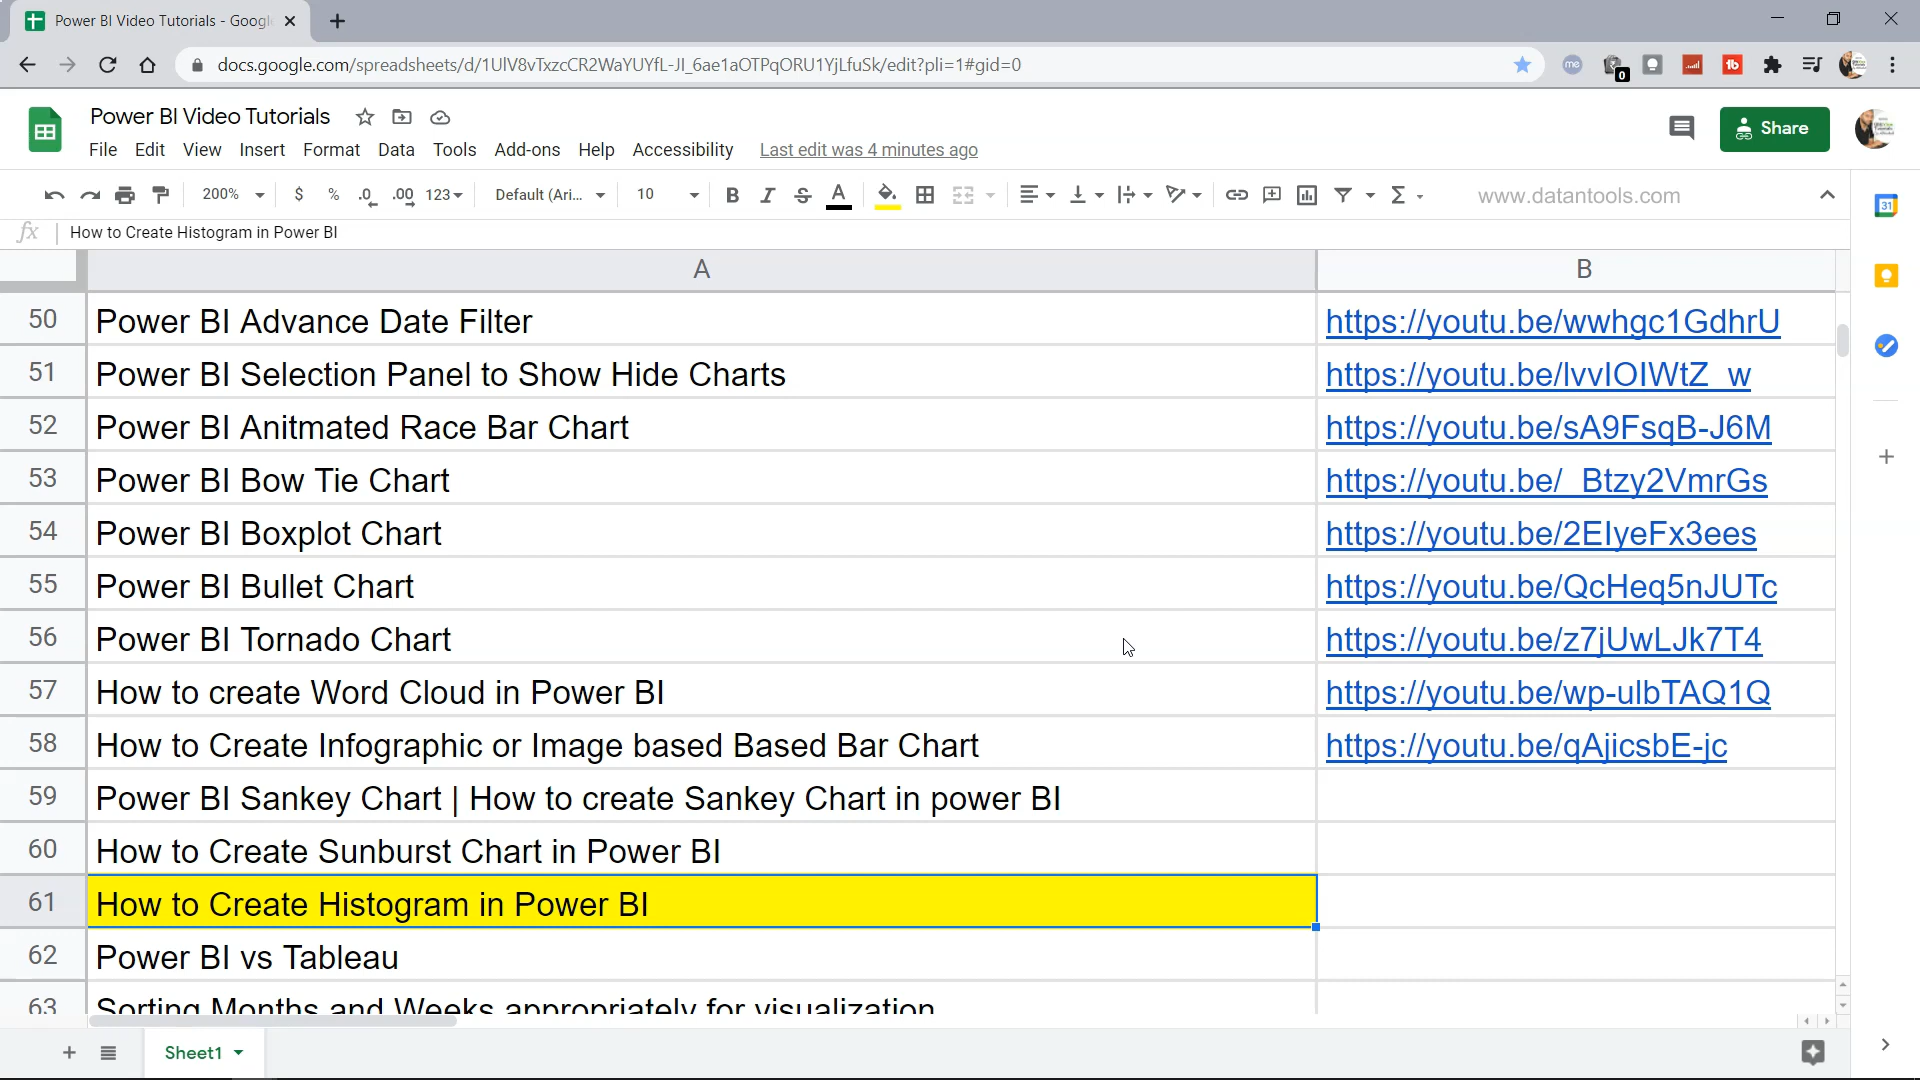 Power BI Video Tutorials - Googl
docs.google.com/spreadsheets/d/1UlV8vTxzcCR2WaYUYfL-JI_6ae1aOTPqORU1YjLfuSk/edit?pli=1#gid=0
me
0
tb
Power BI Video Tutorials
Share
File Edit View Insert Format Data Tools Add-ons Help Accessibility Last edit was 4 minutes ago
200% $ % .0 .00 123 Default (Ari... 10 B I S A www.datantools.com
31
fx How to Create Histogram in Power BI
A B
50 Power BI Advance Date Filter https://youtu.be/wwhgc1GdhrU
51 Power BI Selection Panel to Show Hide Charts https://youtu.be/lvvlOIWtZ_w
52 Power BI Anitmated Race Bar Chart https://youtu.be/sA9FsqB-J6M
53 Power BI Bow Tie Chart https://youtu.be/_Btzy2VmrGs
54 Power BI Boxplot Chart https://youtu.be/2EIyeFx3ees
55 Power BI Bullet Chart https://youtu.be/QcHeq5nJUTc
56 Power BI Tornado Chart https://youtu.be/z7jUwLJk7T4
57 How to create Word Cloud in Power BI https://youtu.be/wp-ulbTAQ1Q
58 How to Create Infographic or Image based Based Bar Chart https://youtu.be/qAjicsbE-jc
59 Power BI Sankey Chart | How to create Sankey Chart in power BI
60 How to Create Sunburst Chart in Power BI
61 How to Create Histogram in Power BI
62 Power BI vs Tableau
63 Sorting Months and Weeks appropriately for visualization
Sheet1